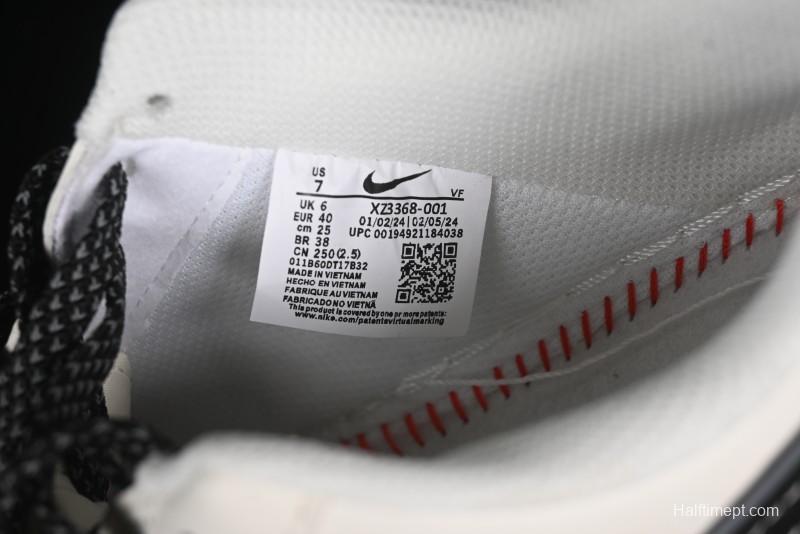 US
7
VF
UK 6
XZ3368-001
EUR 40
01/02/24 | 02/05/24
cm 25
UPC 00194921184038
BR 38
CN 250(2.5)
011B60DT17B32
MADE IN VIETNAM
HECHO EN VIETNAM
FABRIQUE AU VIETNAM
FABRICADO NO VIETNÃ
This product is covered by one pr more patents:
www.nike.com/patentsvirtualmarking
Halftimept.com